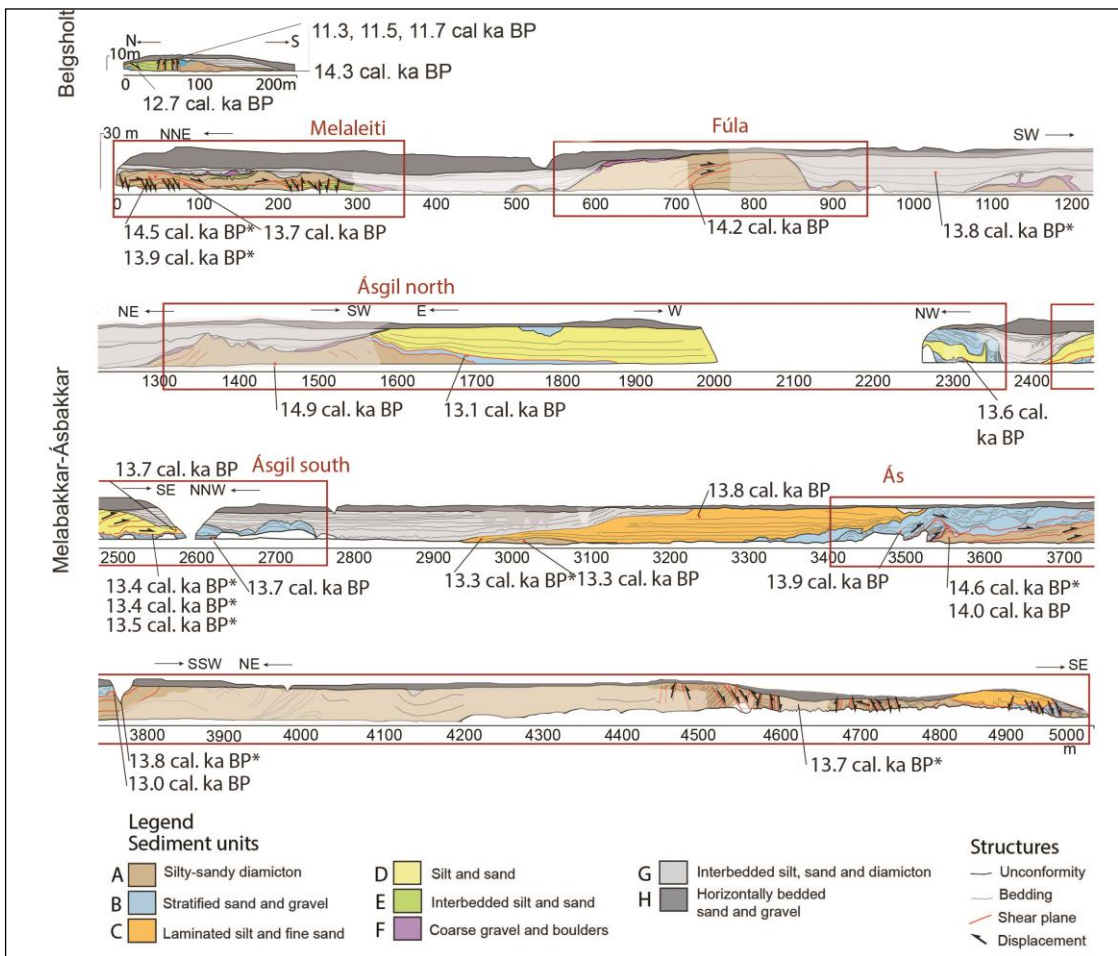 Belgsholt
11.3, 11.5, 11.7 cal ka BP
N S
10m
0 100 200m
14.3 cal. ka BP
12.7 cal. ka BP
Melabakkar-Ásbakkar
Melaleiti Fúla
30 m NNE SW
0 100 200 300 400 500 600 700 800 900 1000 1100 1200
14.5 cal. ka BP* 13.7 cal. ka BP 14.2 cal. ka BP 13.8 cal. ka BP*
13.9 cal. ka BP*
Ásgil north
NE SW E W NW
1300 1400 1500 1600 1700 1800 1900 2000 2100 2200 2300 2400
14.9 cal. ka BP 13.1 cal. ka BP 13.6 cal.
ka BP
13.7 cal. ka BP Ásgil south Ás
SE NNW 13.8 cal. ka BP
2500 2600 2700 2800 2900 3000 3100 3200 3300 3400 3500 3600 3700
13.4 cal. ka BP* 13.7 cal. ka BP 13.3 cal. ka BP* 13.3 cal. ka BP 13.9 cal. ka BP 14.6 cal. ka BP*
13.4 cal. ka BP* 14.0 cal. ka BP
13.5 cal. ka BP*
SSW NE SE
3800 3900 4000 4100 4200 4300 4400 4500 4600 4700 4800 4900 5000
m
13.8 cal. ka BP* 13.7 cal. ka BP*
13.0 cal. ka BP
Legend
Sediment units
A Silty-sandy diamicton
B Stratified sand and gravel
C Laminated silt and fine sand
D Silt and sand
E Interbedded silt and sand
F Coarse gravel and boulders
G Interbedded silt, sand and diamicton
H Horizontally bedded
sand and gravel
Structures
Unconformity
Bedding
Shear plane
Displacement